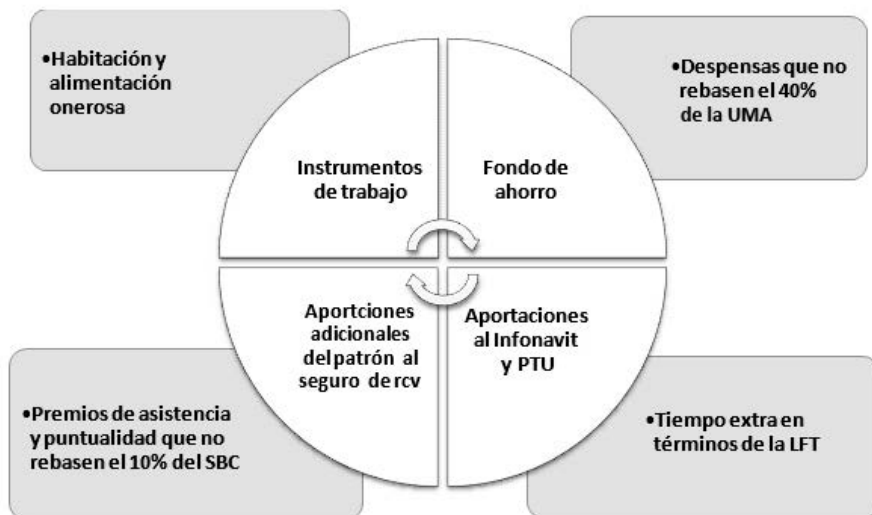 •Habitación y
alimentación
onerosa
•Despensas que no
rebasen el 40%
de la UMA
Instrumentos
de trabajo
Fondo de
ahorro
Aportciones
adicionales
del patrón al
seguro de rcv
Aportaciones
al Infonavit
y PTU
•Premios de asistencia
y puntualidad que no
rebasen el 10% del SBC
•Tiempo extra en
términos de la LFT